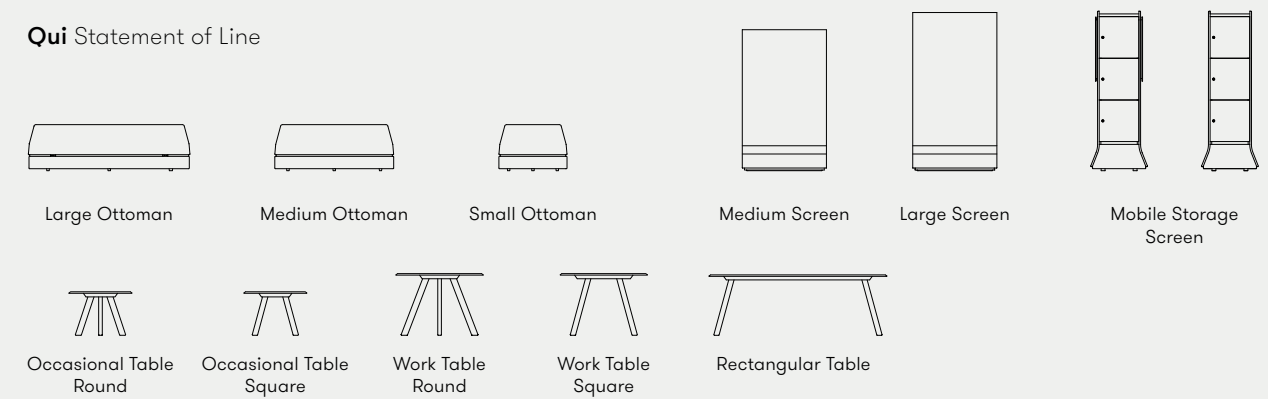 Qui Statement of Line
Large Ottoman
Medium Ottoman
Small Ottoman
Medium Screen
Large Screen
Mobile Storage
Screen
Occasional Table
Round
Occasional Table
Square
Work Table
Round
Work Table
Square
Rectangular Table